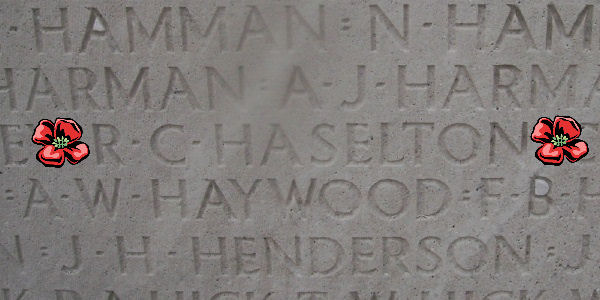 HAMMAN : N · HAM
HARMAN · A · J · HARMA
E R · C · HASELTON
· A · W · HAYWOOD · F · B · H
J · H · HENDERSON · J